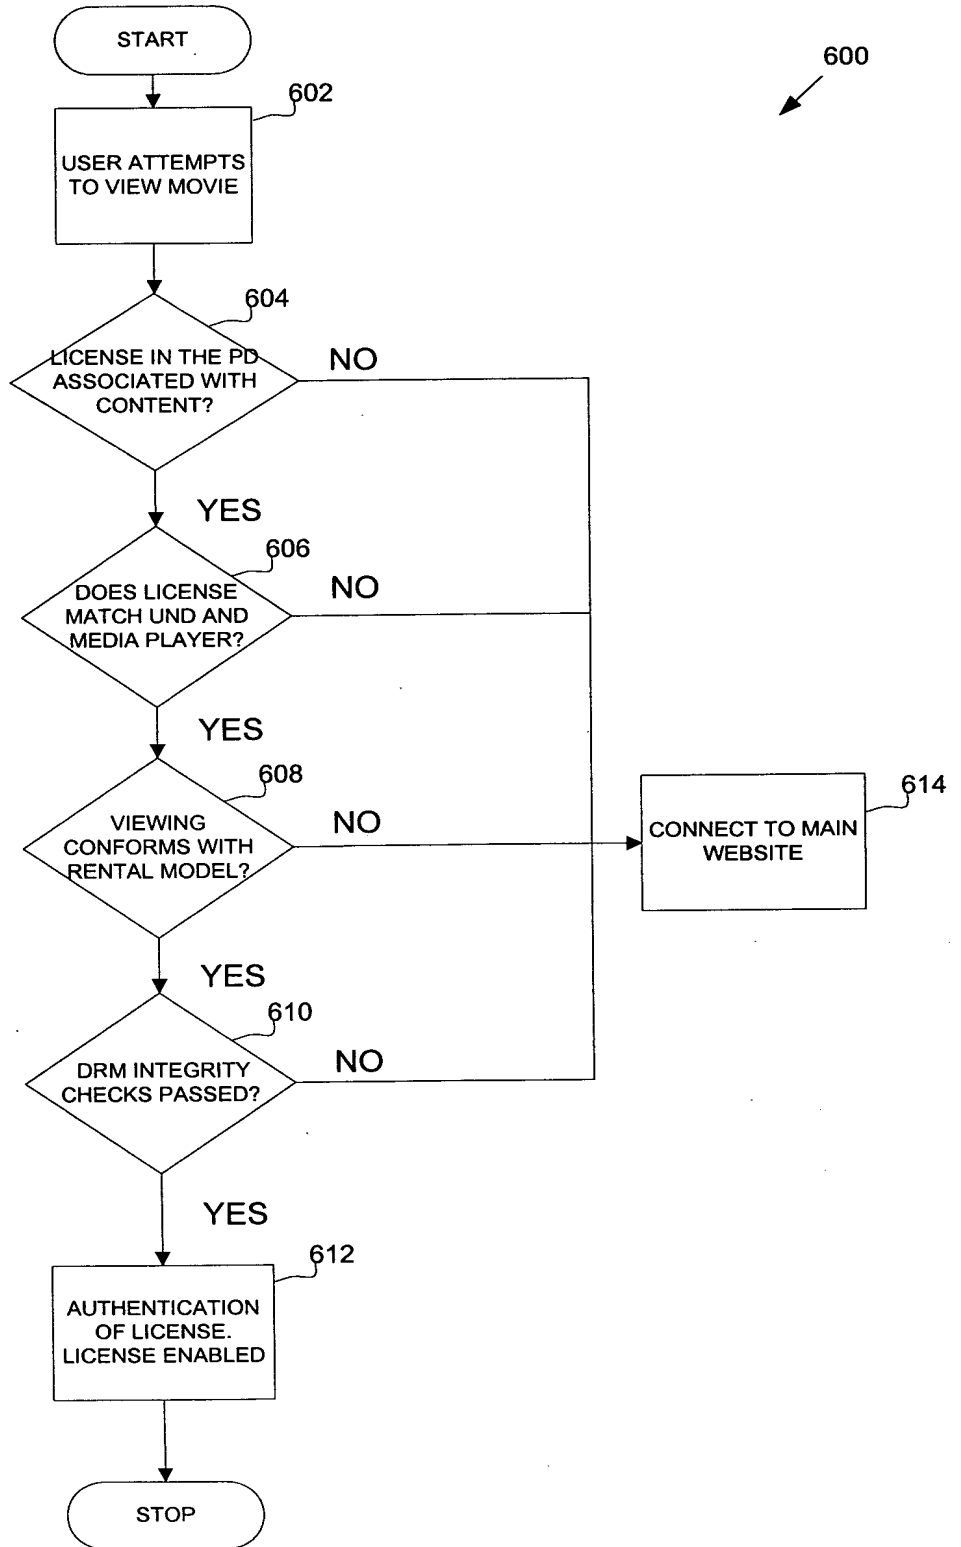 START
600
602
USER ATTEMPTS
TO VIEW MOVIE
604
LICENSE IN THE PD
ASSOCIATED WITH
CONTENT?
NO
YES
606
DOES LICENSE
MATCH UND AND
MEDIA PLAYER?
NO
YES
608
VIEWING
CONFORMS WITH
RENTAL MODEL?
NO
614
CONNECT TO MAIN
WEBSITE
YES
610
DRM INTEGRITY
CHECKS PASSED?
NO
YES
612
AUTHENTICATION
OF LICENSE.
LICENSE ENABLED
STOP